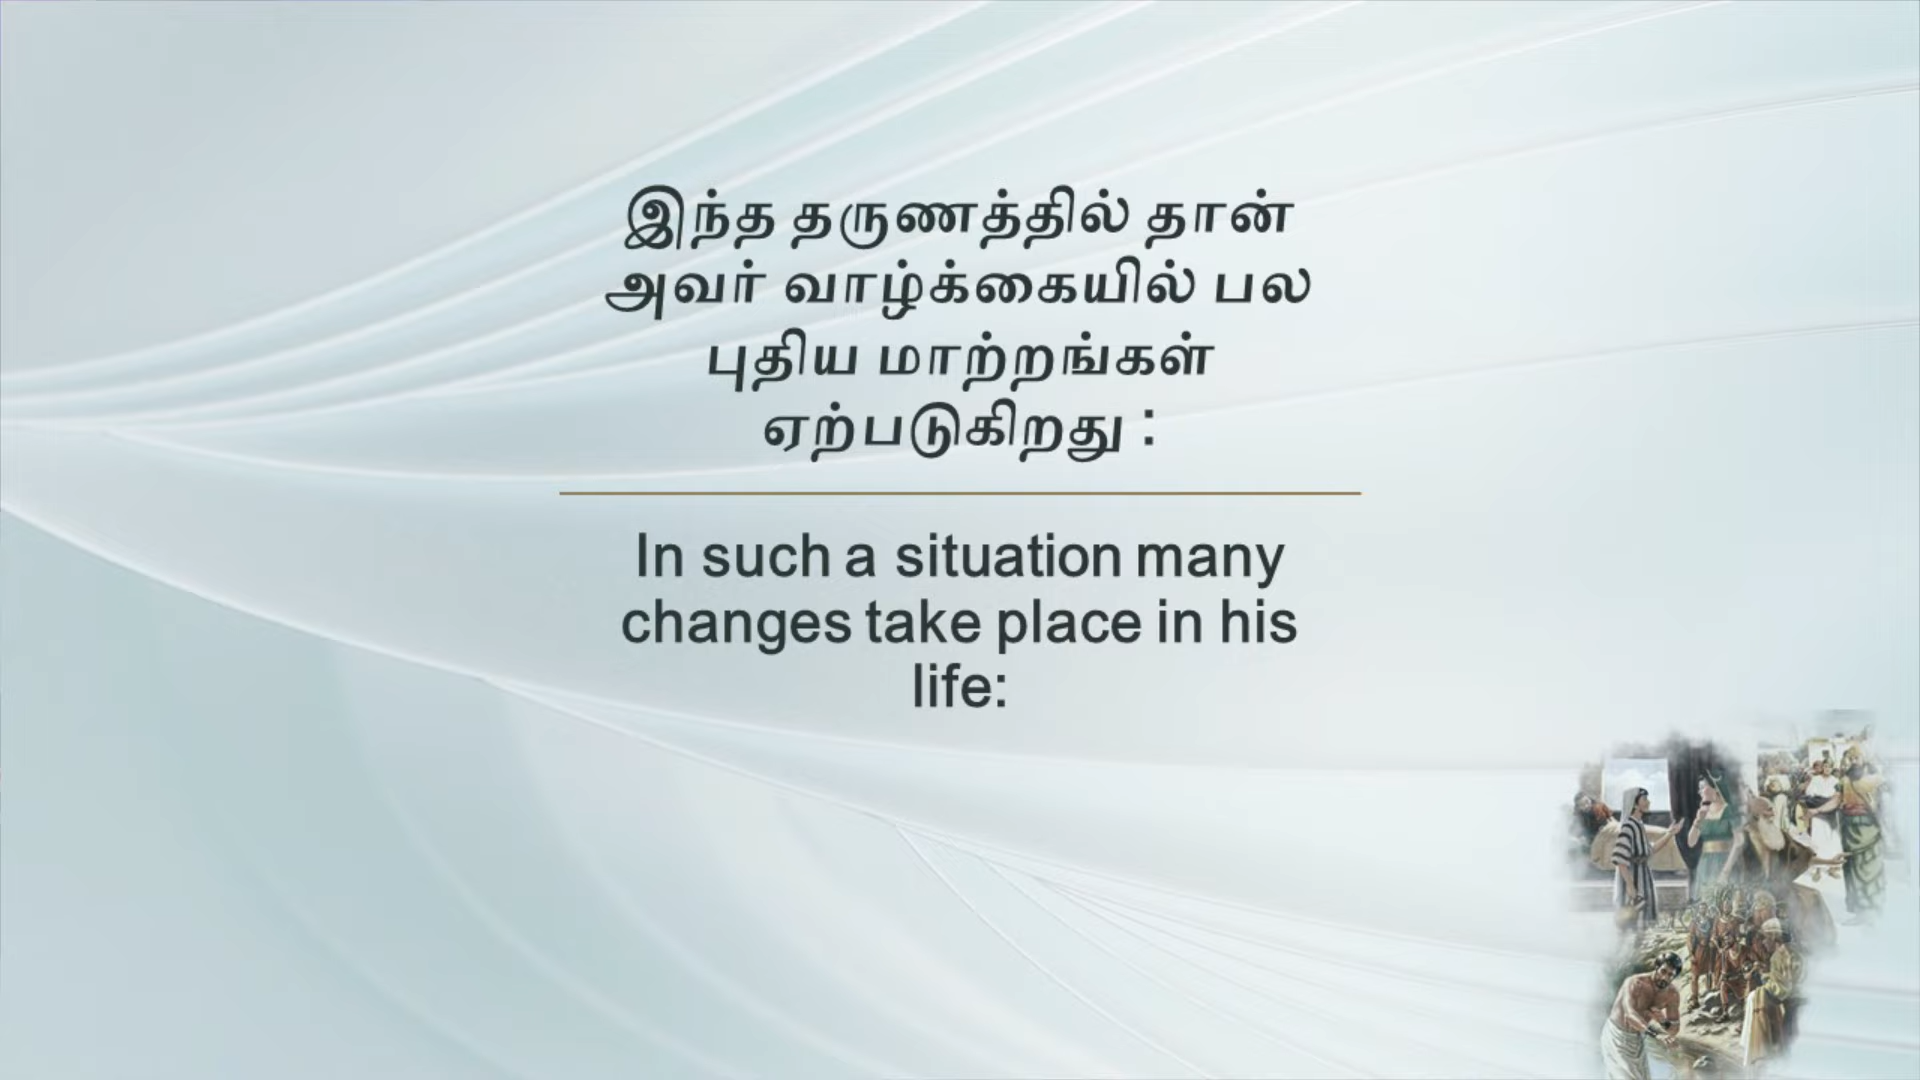 இந்த தருணத்தில் தான்
அவர் வாழ்க்கையில் பல
புதிய மாற்றங்கள்
ஏற்படுகிறது :
In such a situation many
changes take place in his
life: